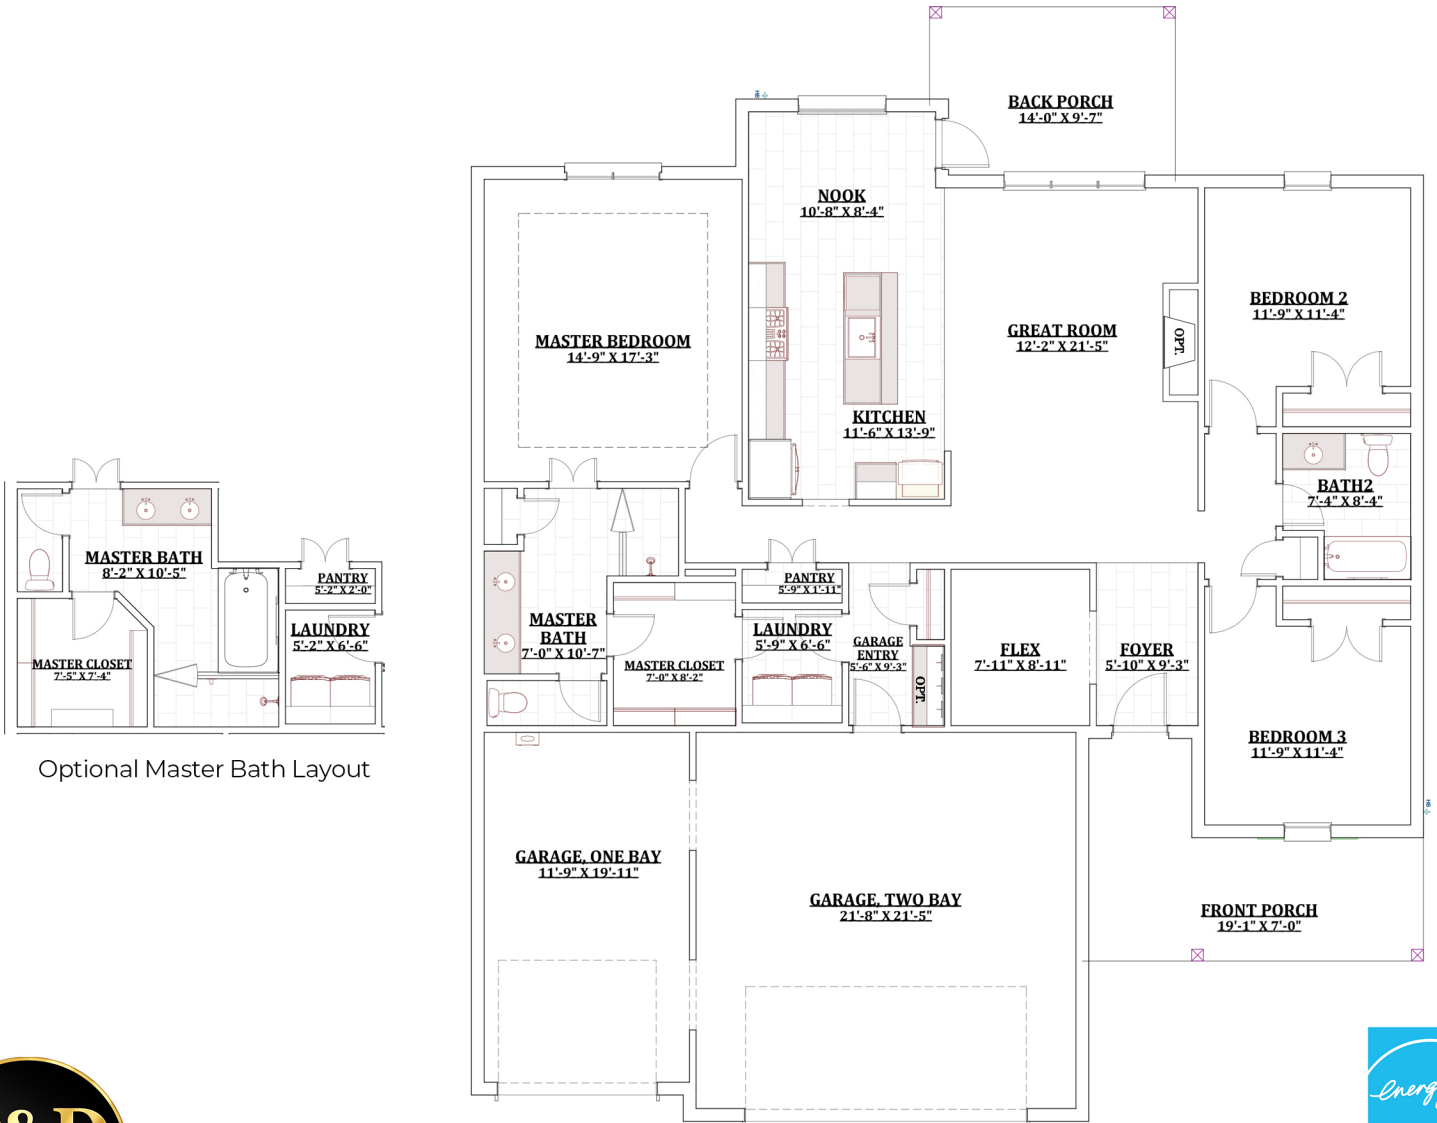 HB
BACK PORCH
14'-0" X 9'-7"
NOOK
10'-8" X 8'-4"
MASTER BEDROOM
14'-9" X 17'-3"
GREAT ROOM
12'-2" X 21'-5"
OPT.
BEDROOM 2
11'-9" X 11'-4"
KITCHEN
11'-6" X 13'-9"
BATH2
7'-4" X 8'-4"
MASTER BATH
8'-2" X 10'-5"
PANTRY
5'-2" X 2'-0"
LAUNDRY
5'-2" X 6'-6"
MASTER CLOSET
7'-5" X 7'-4"
Optional Master Bath Layout
MASTER
BATH
7'-0" X 10'-7"
MASTER CLOSET
7'-0" X 8'-2"
PANTRY
5'-9" X 1'-11"
LAUNDRY
5'-9" X 6'-6"
GARAGE
ENTRY
5'-6" X 9'-3"
OPT.
FLEX
7'-11" X 8'-11"
FOYER
5'-10" X 9'-3"
BEDROOM 3
11'-9" X 11'-4"
HB
GARAGE, ONE BAY
11'-9" X 19'-11"
GARAGE, TWO BAY
21'-8" X 21'-5"
FRONT PORCH
19'-1" X 7'-0"
&D
energy